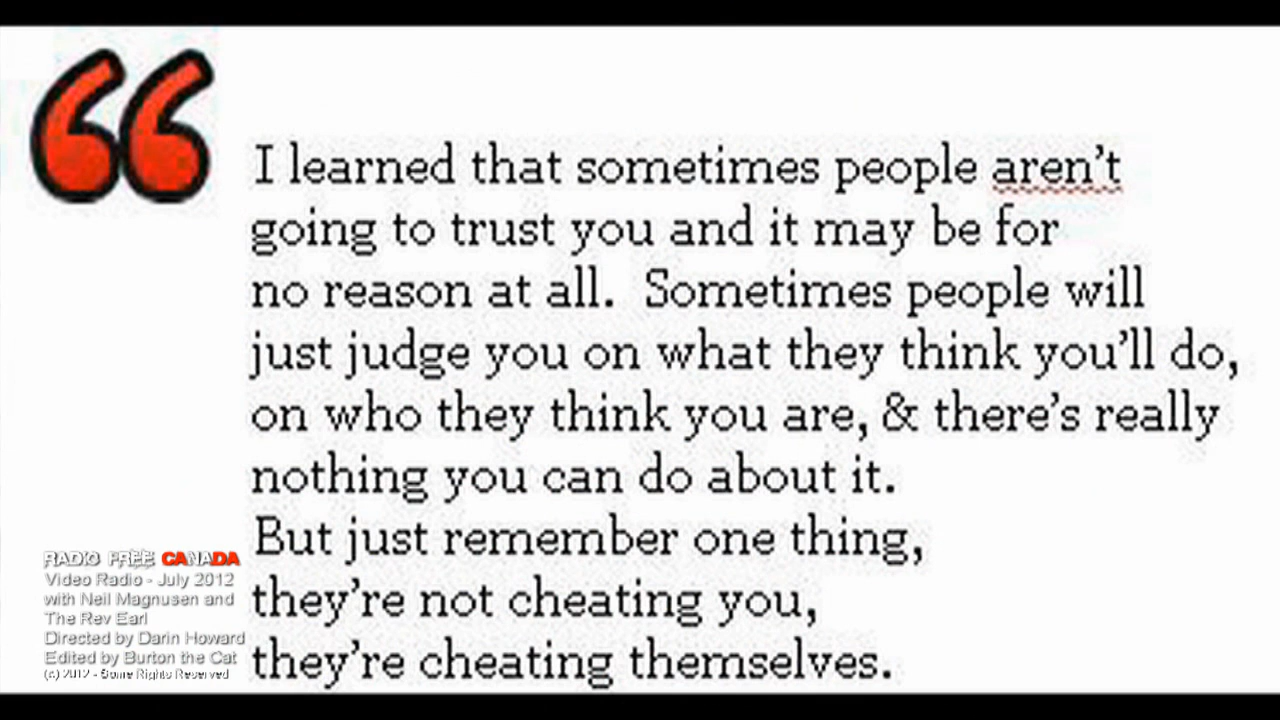 I learned that sometimes people aren't
going to trust you and it may be for
no reason at all. Sometimes people will
just judge you on what they think you'll do,
on who they think you are, & there's really
nothing you can do about it.
But just remember one thing,
they're not cheating you,
they're cheating themselves.
RADIO FREE CANADA
Video Radio - July 2012
with Neil Magnusen and
The Rev Earl
Directed by Darin Howard
Edited by Burton the Cat
(c) 2012 - Some Rights Reserved